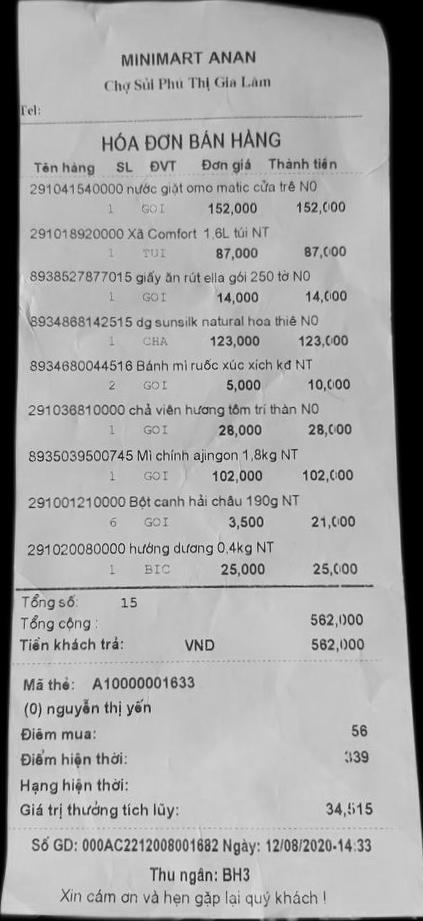 MINIMART ANAN
Chợ Sủi Phú Thị Gia Lâm
Tel:
HÓA ĐƠN BÁN HÀNG
Tên hàng SL ĐVT Đơn giá Thành tiền
291041540000 nước giặt omo matic cửa trê N0
1 GOI 152,000 152,000
291018920000 Xả Comfort 1,6L túi NT
1 TUI 87,000 87,000
8938527877015 giấy ăn rút ella gói 250 tờ N0
1 GOI 14,000 14,000
8934868142515 dg sunsilk natural hoa thiê N0
1 CHA 123,000 123,000
8934680044516 Bánh mì ruốc xúc xích kđ NT
2 GOI 5,000 10,000
291036810000 chả viên hương tôm trí thàn N0
1 GOI 28,000 28,000
8935039500745 Mì chính ajingon 1,8kg NT
1 GOI 102,000 102,000
291001210000 Bột canh hải châu 190g NT
6 GOI 3,500 21,000
291020080000 hướng dương 0,4kg NT
1 BIC 25,000 25,000
Tổng số: 15
Tổng cộng : 562,000
Tiền khách trả: VND 562,000
Mã thẻ: A10000001633
(0) nguyễn thị yến
Điểm mua: 56
Điểm hiện thời: 339
Hạng hiện thời:
Giá trị thưởng tích lũy: 34,515
Số GD: 000AC2212008001682 Ngày: 12/08/2020-14:33
Thu ngân: BH3
Xin cám ơn và hẹn gặp lại quý khách !